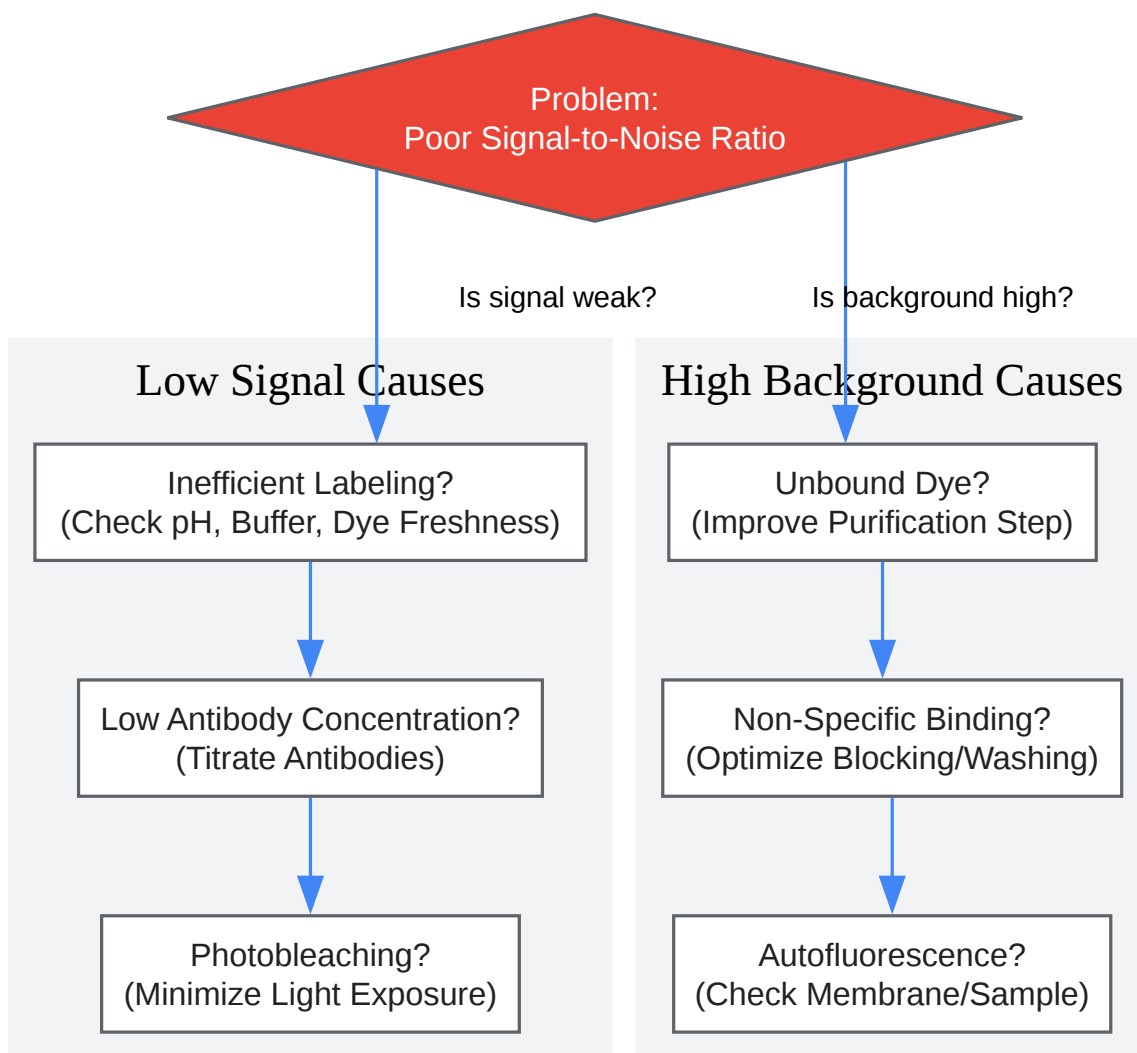 Problem:
Poor Signal-to-Noise Ratio
Is signal weak?
Is background high?
Low Signal Causes
Inefficient Labeling?
(Check pH, Buffer, Dye Freshness)
Low Antibody Concentration?
(Titrate Antibodies)
Photobleaching?
(Minimize Light Exposure)
High Background Causes
Unbound Dye?
(Improve Purification Step)
Non-Specific Binding?
(Optimize Blocking/Washing)
Autofluorescence?
(Check Membrane/Sample)